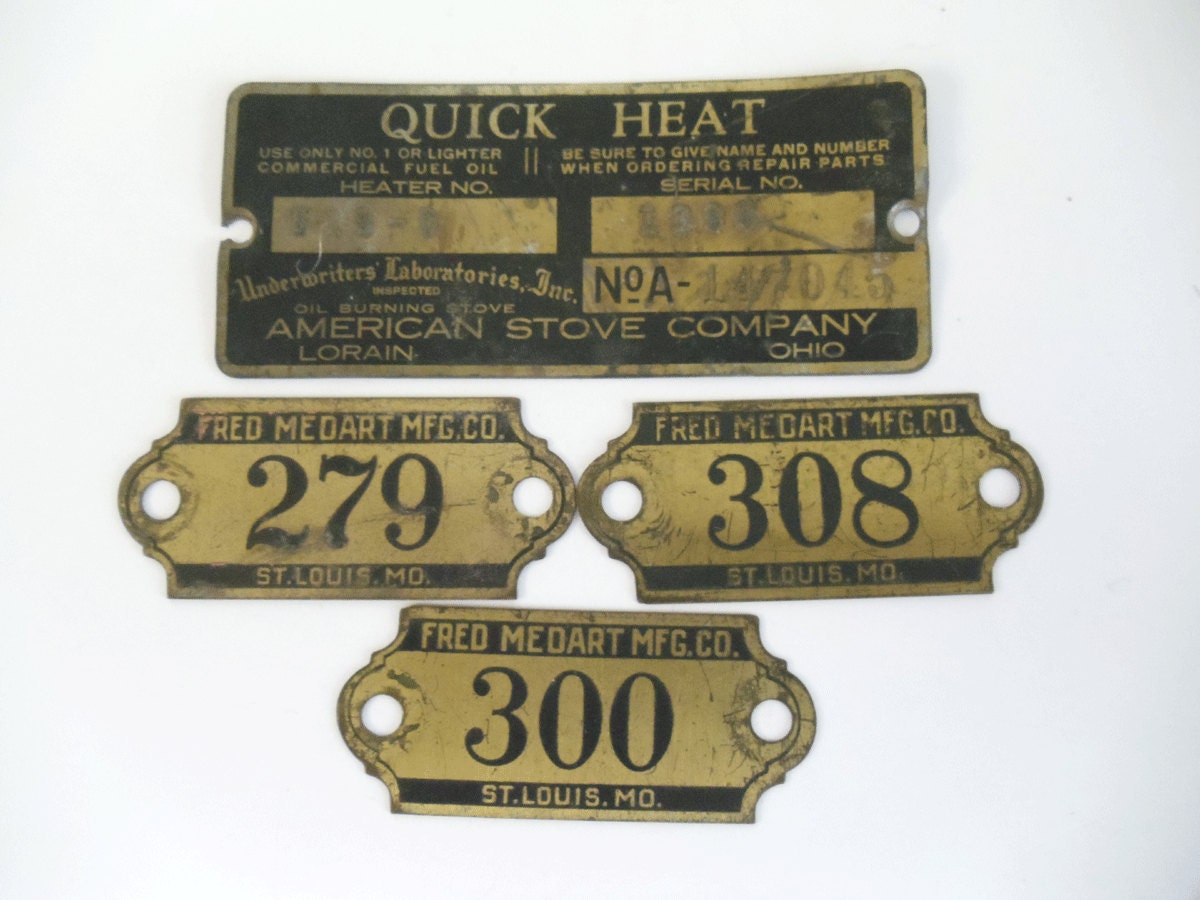 QUICK HEAT
USE ONLY NO. 1 OR LIGHTER
COMMERCIAL FUEL OIL
BE SURE TO GIVE NAME AND NUMBER
WHEN ORDERING REPAIR PARTS
HEATER NO.
SERIAL NO.
Underwriters' Laboratories, Inc.
INSPECTED
OIL BURNING STOVE
NO A-
AMERICAN STOVE COMPANY
LORAIN OHIO
FRED MEDART MFG.CO.
279
ST.LOUIS.MO.
FRED MEDART MFG.CO.
308
ST.LOUIS.MO.
FRED MEDART MFG.CO.
300
ST.LOUIS.MO.